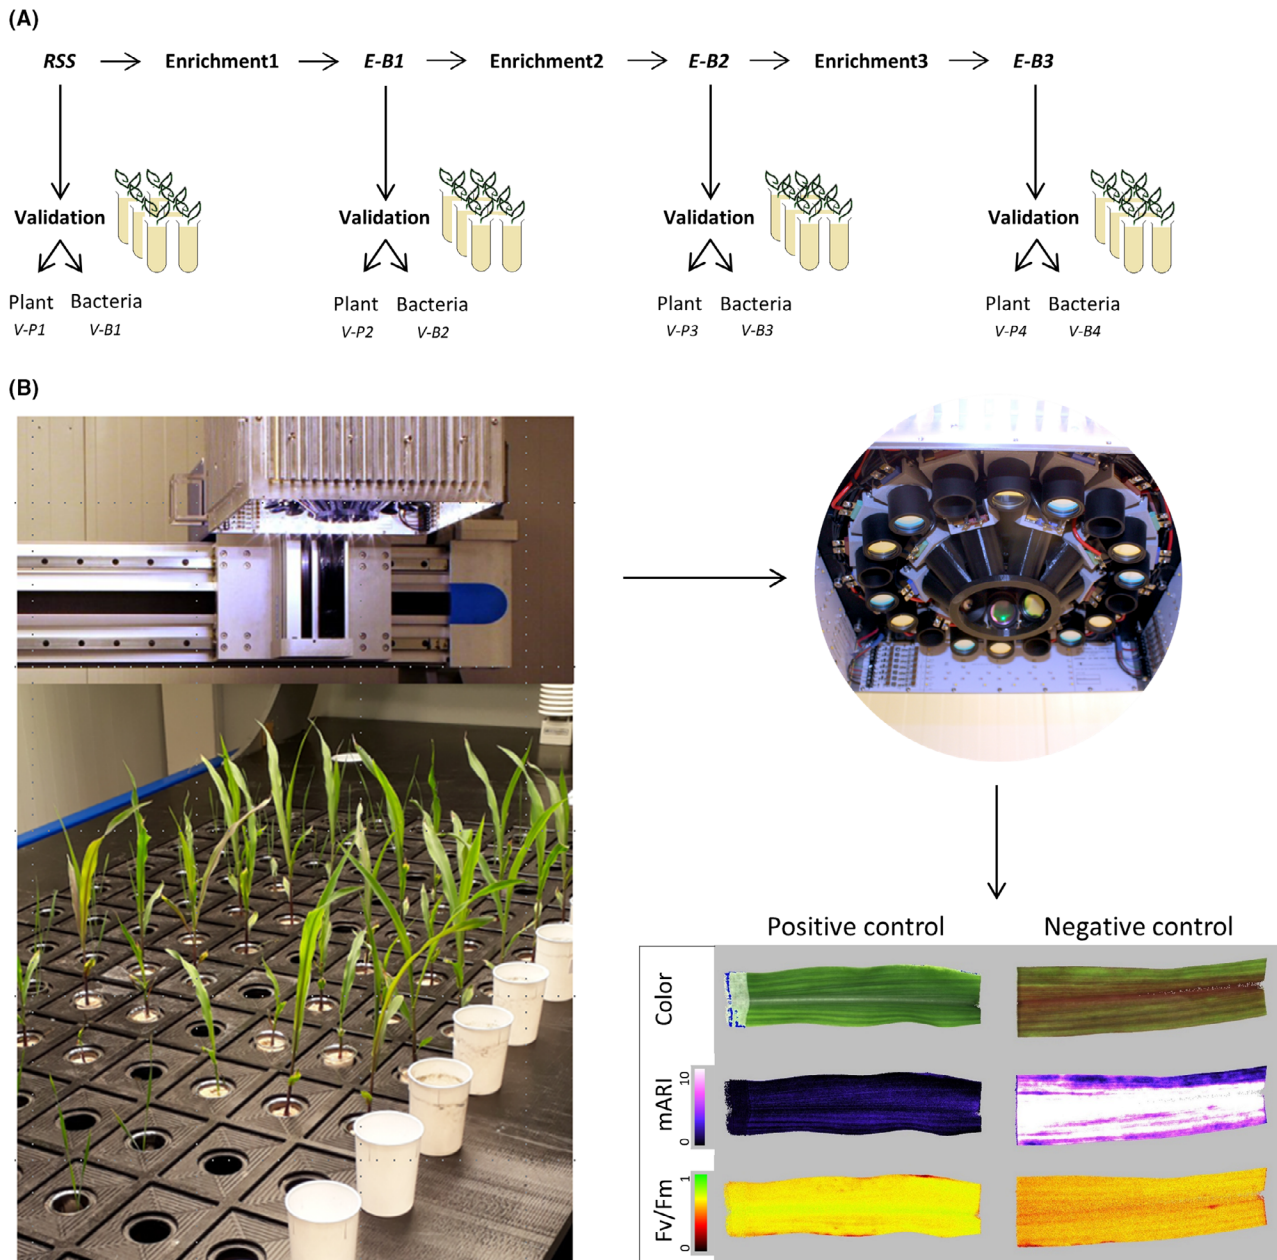 (A)
RSS → Enrichment1 → E-B1 → Enrichment2 → E-B2 → Enrichment3 → E-B3
Validation Validation Validation Validation
Plant Bacteria Plant Bacteria Plant Bacteria Plant Bacteria
V-P1 V-B1 V-P2 V-B2 V-P3 V-B3 V-P4 V-B4
(B)
Positive control Negative control
Color
mARI
0 10
Fv/Fm
0 1